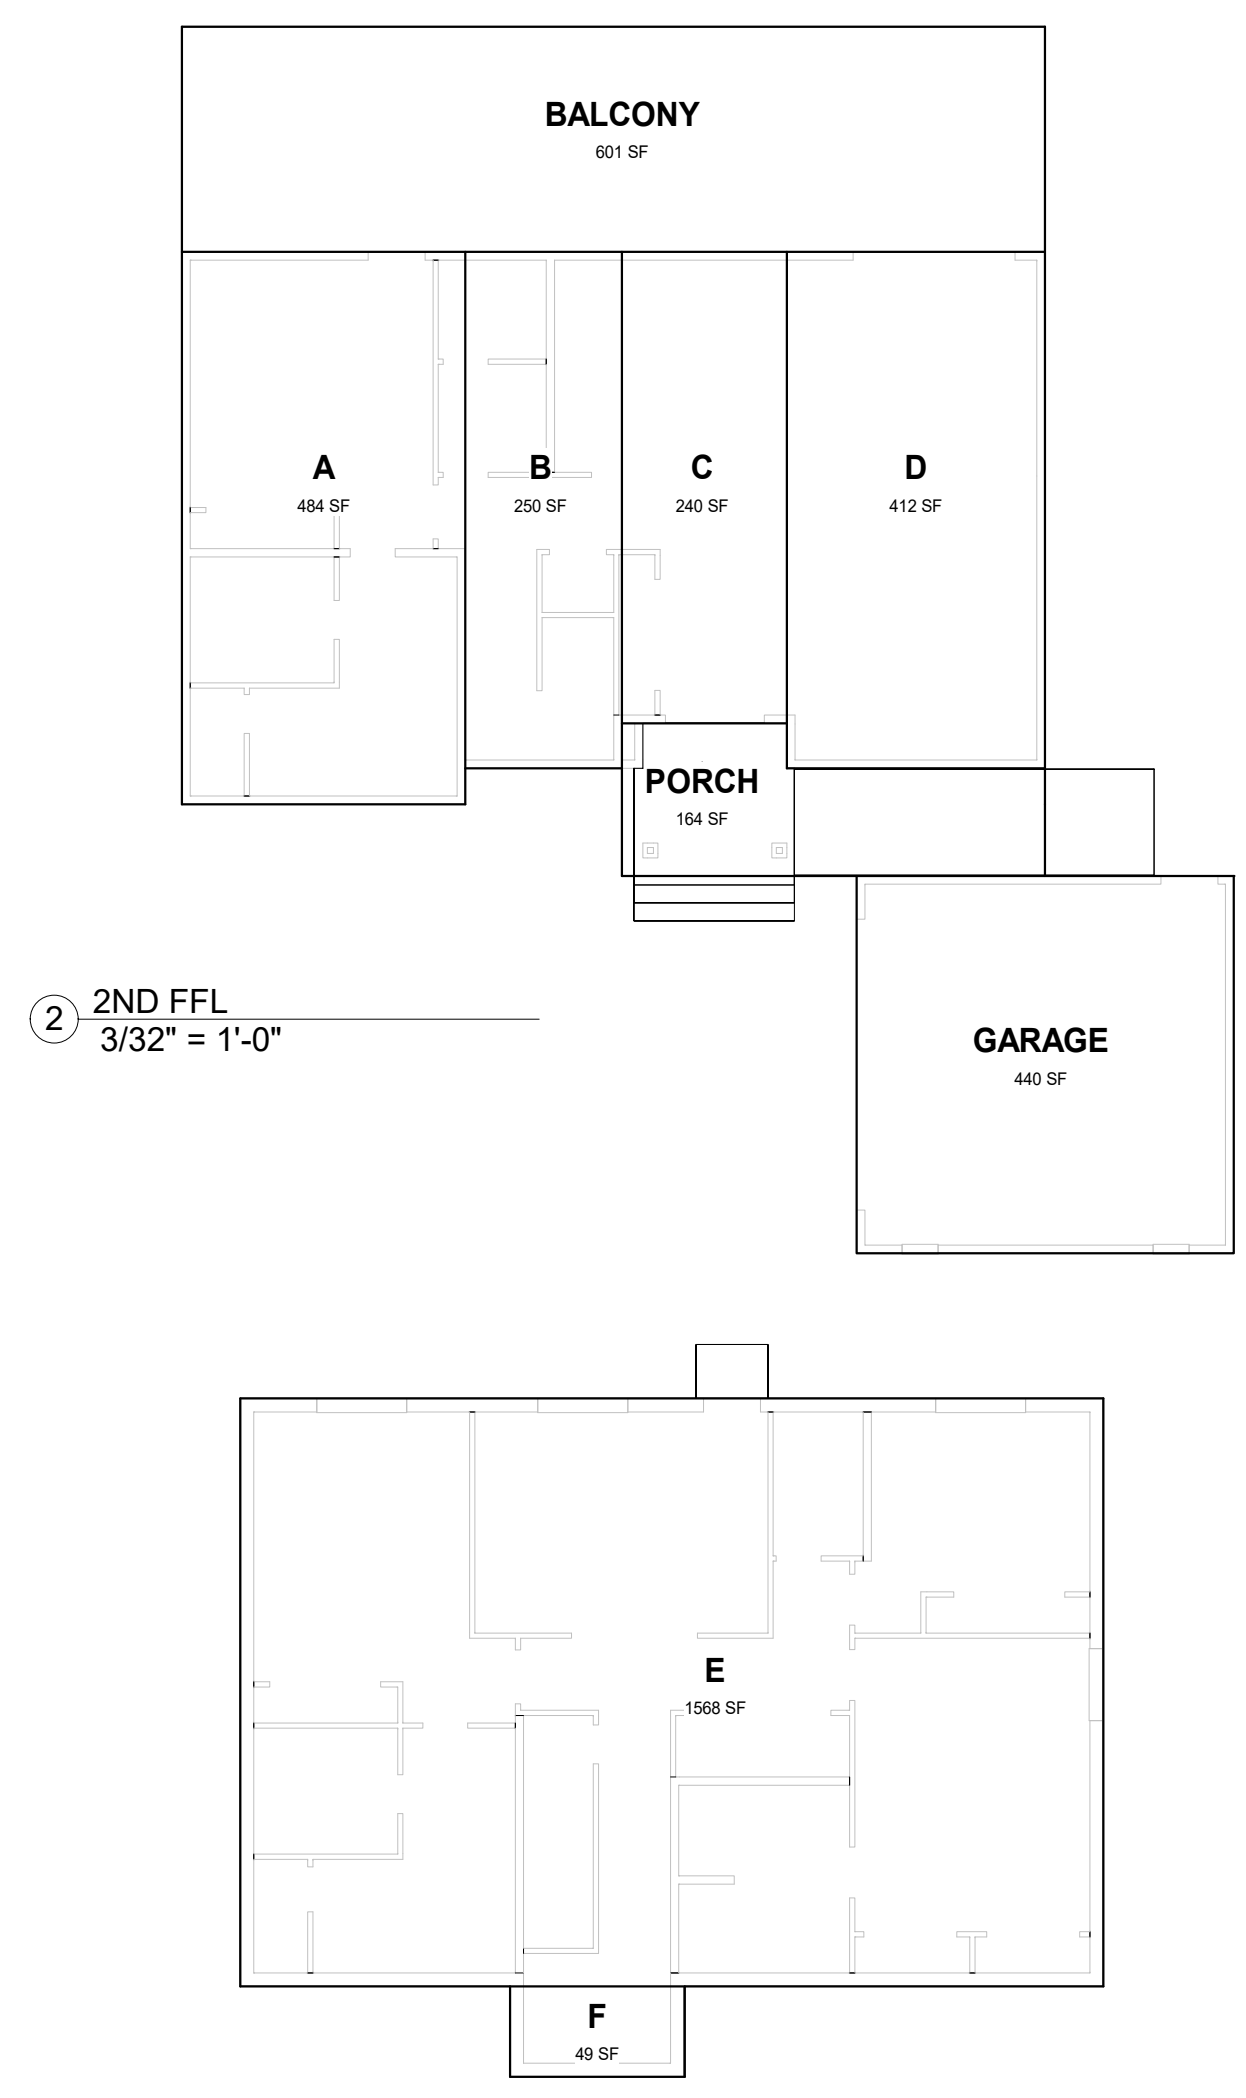 BALCONY
601 SF
A
484 SF
B
250 SF
C
240 SF
D
412 SF
PORCH
164 SF
2
2ND FFL
3/32" = 1'-0"
GARAGE
440 SF
E
1568 SF
F
49 SF